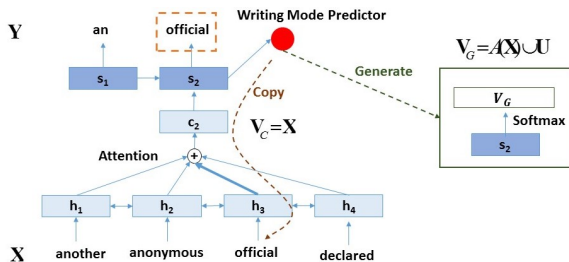 Y
an
official
Writing Mode Predictor
V_G=A(X)∪U
s₁
s₂
Generate
Copy
V_G
Softmax
s₂
c₂
V_C=X
Attention
+
h₁
h₂
h₃
h₄
X
another
anonymous
official
declared